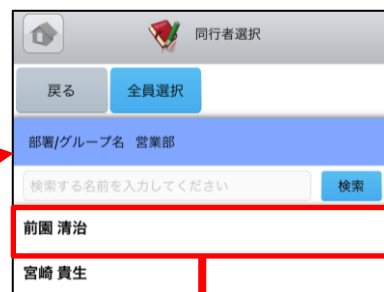 同行者選択
戻る 全員選択
部署/グループ名 営業部
検索する名前を入力してください 検索
前園 清治
宮崎 貴生